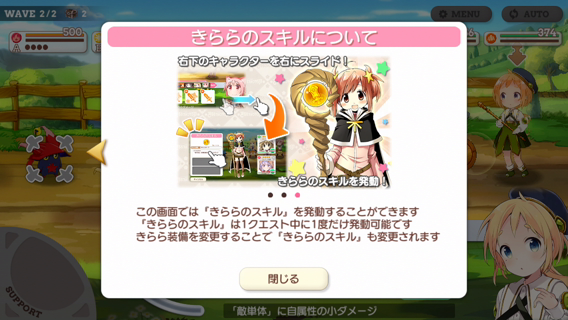 WAVE 2/2
2
MENU
AUTO
500
374
きららのスキルについて
右下のキャラクターを右にスライド！
きららのスキルを発動！
この画面では「きららのスキル」を発動することができます
「きららのスキル」は1クエスト中に1度だけ発動可能です
きらら装備を変更することで「きららのスキル」も変更されます
閉じる
SUPPORT
「敵単体」に自属性の小ダメージ